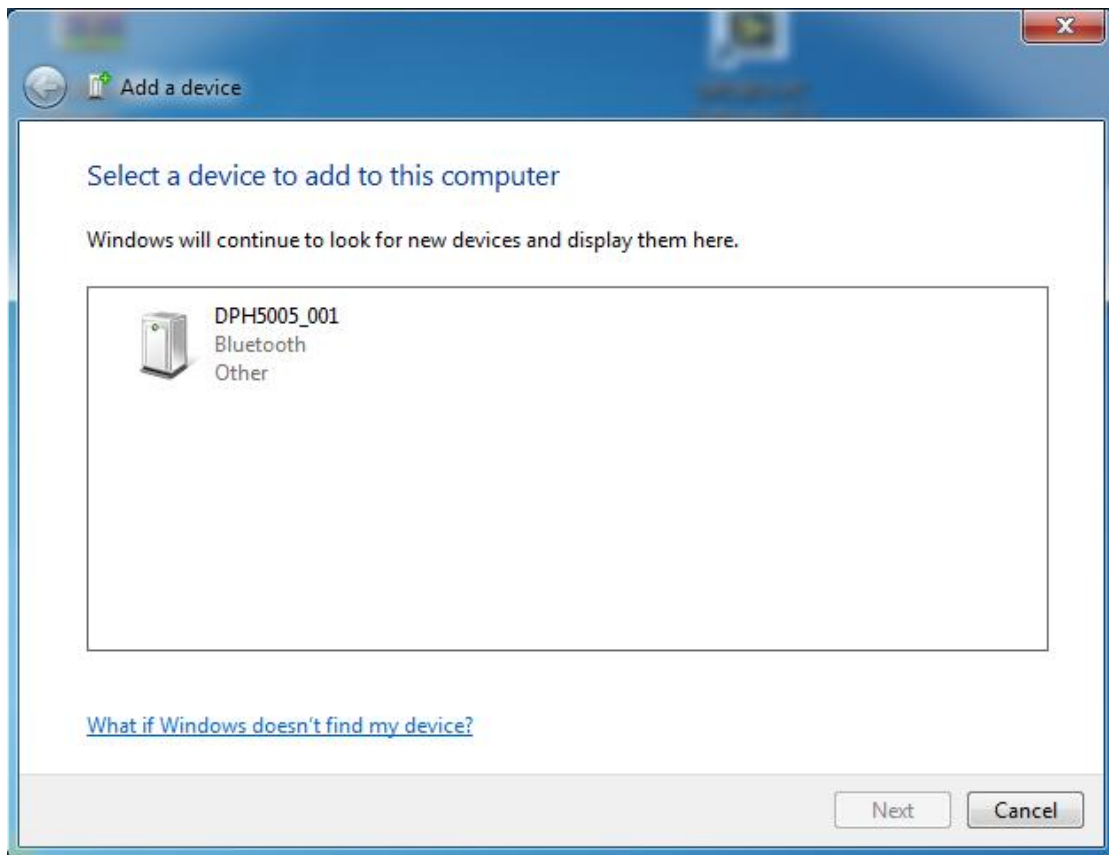 Add a device
Select a device to add to this computer
Windows will continue to look for new devices and display them here.
DPH5005_001
Bluetooth
Other
What if Windows doesn't find my device?
Next
Cancel